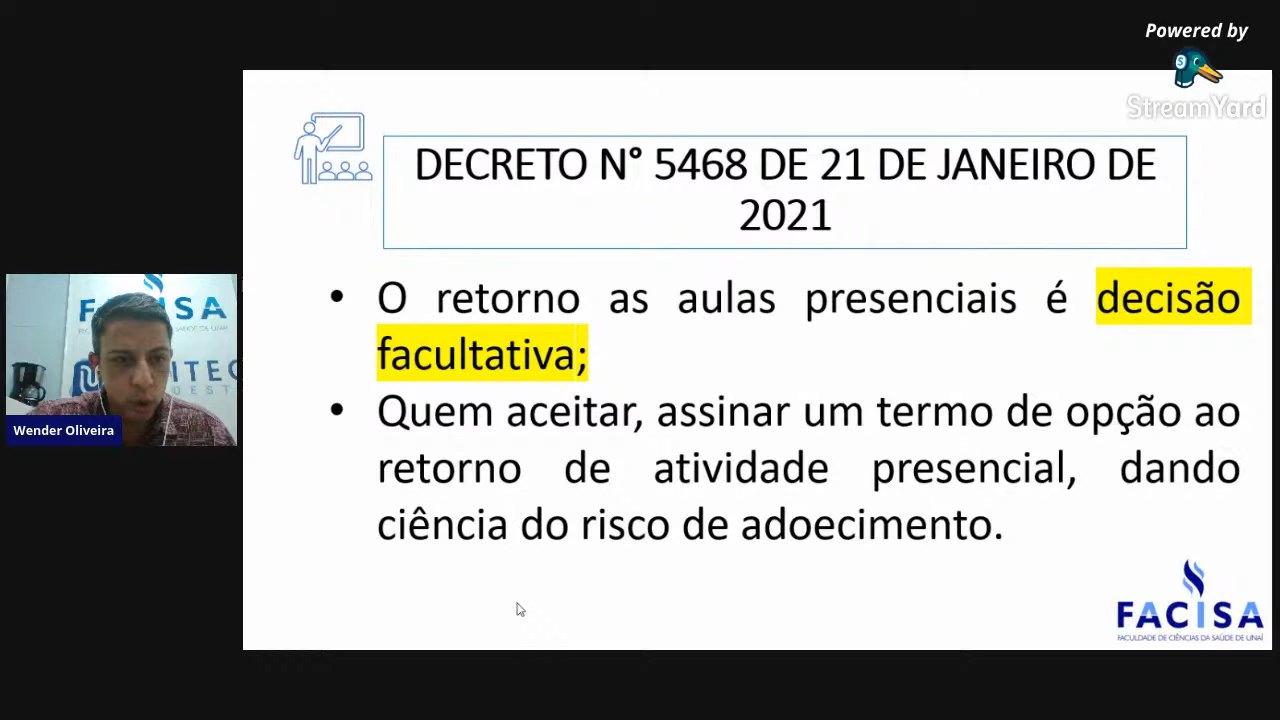 Powered by
StreamYard
DECRETO N° 5468 DE 21 DE JANEIRO DE
2021
• O retorno as aulas presenciais é decisão
facultativa;
• Quem aceitar, assinar um termo de opção ao
retorno de atividade presencial, dando
ciência do risco de adoecimento.
Wender Oliveira
FACISA
FACULDADE DE CIÊNCIAS DA SAÚDE DE UNAÍ